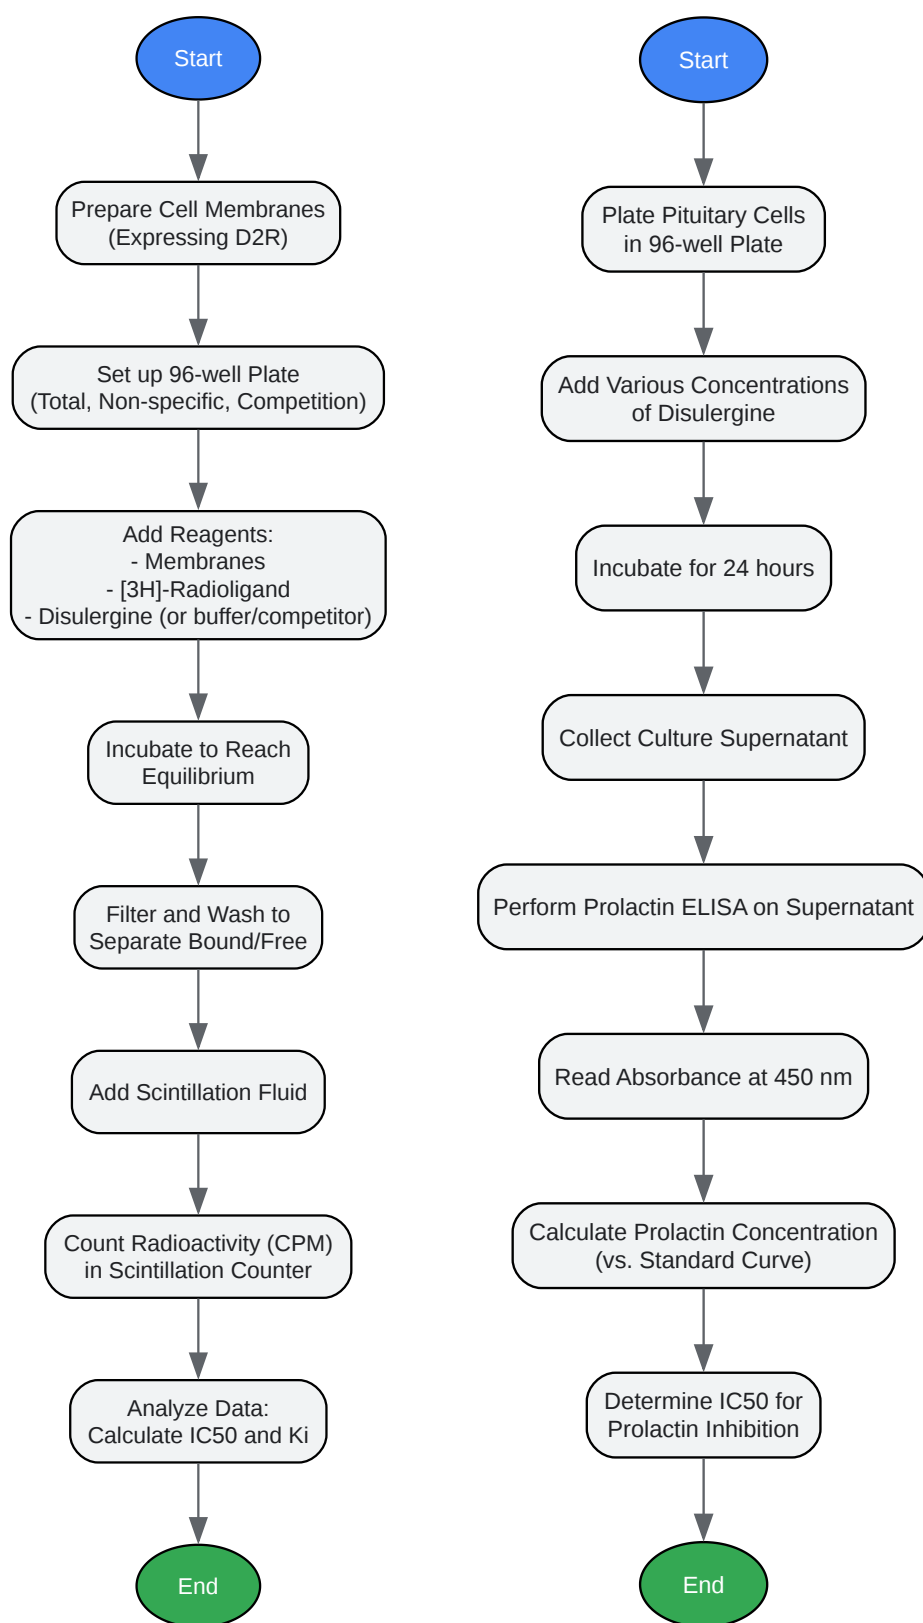 Start
Prepare Cell Membranes
(Expressing D2R)
Set up 96-well Plate
(Total, Non-specific, Competition)
Add Reagents:
- Membranes
- [3H]-Radioligand
- Disulergine (or buffer/competitor)
Incubate to Reach
Equilibrium
Filter and Wash to
Separate Bound/Free
Add Scintillation Fluid
Count Radioactivity (CPM)
in Scintillation Counter
Analyze Data:
Calculate IC50 and Ki
End
Start
Plate Pituitary Cells
in 96-well Plate
Add Various Concentrations
of Disulergine
Incubate for 24 hours
Collect Culture Supernatant
Perform Prolactin ELISA on Supernatant
Read Absorbance at 450 nm
Calculate Prolactin Concentration
(vs. Standard Curve)
Determine IC50 for
Prolactin Inhibition
End